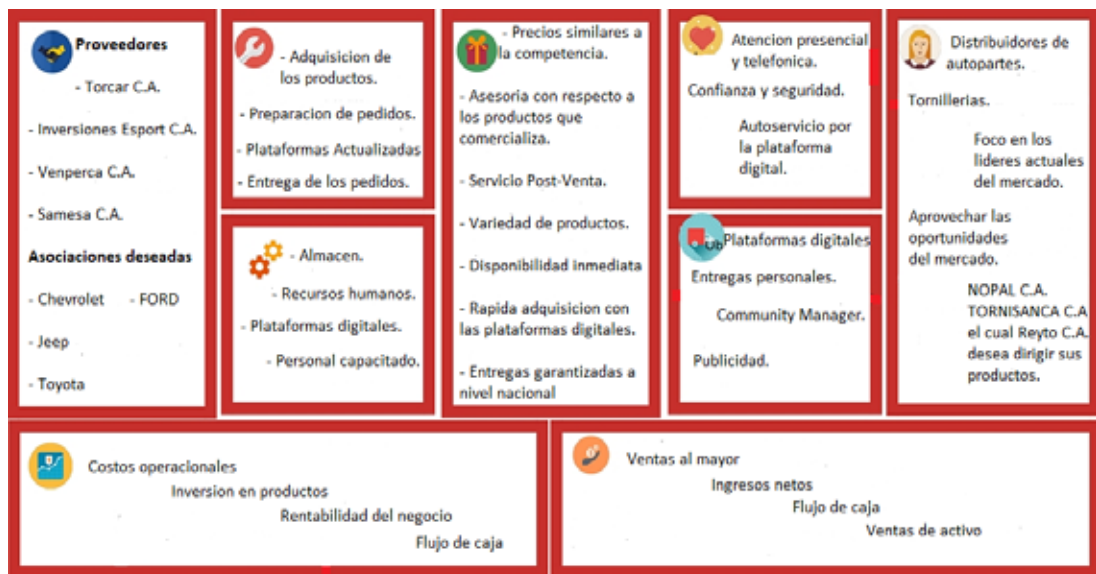 Proveedores
- Torcar C.A.
- Inversiones Esport C.A.
- Venperca C.A.
- Samesa C.A.
Asociaciones deseadas
- Chevrolet - FORD
- Jeep
- Toyota
- Adquisicion de
los productos.
- Preparacion de pedidos.
- Plataformas Actualizadas
- Entrega de los pedidos.
- Almacen.
- Recursos humanos.
- Plataformas digitales.
- Personal capacitado.
- Precios similares a
la competencia.
- Asesoria con respecto a
los productos que
comercializa.
- Servicio Post-Venta.
- Variedad de productos.
- Disponibilidad inmediata
- Rapida adquisicion con
las plataformas digitales.
- Entregas garantizadas a
nivel nacional
Atencion presencial
y telefonica.
Confianza y seguridad.
Autoservicio por
la plataforma
digital.
Plataformas digitales
Entregas personales.
Community Manager.
Publicidad.
Distribuidores de
autopartes.
Tornillerias.
Foco en los
lideres actuales
del mercado.
Aprovechar las
oportunidades
del mercado.
NOPAL C.A.
TORNISANCA C.A
el cual Reyto C.A.
desea dirigir sus
productos.
Costos operacionales
Inversion en productos
Rentabilidad del negocio
Flujo de caja
Ventas al mayor
Ingresos netos
Flujo de caja
Ventas de activo